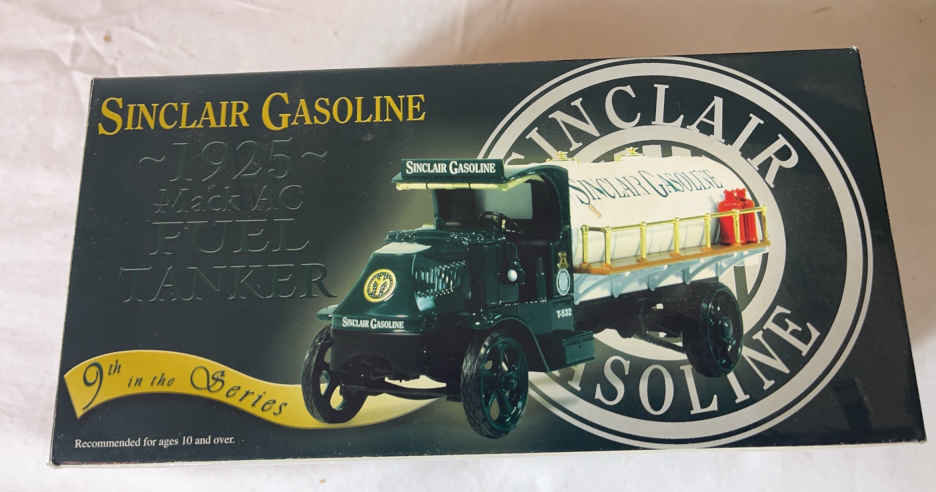 SINCLAIR GASOLINE
~1925~
Mack AC
FUEL
TANKER
SINCLAIR GASOLINE
SINCLAIR GASOLINE
SINCLAIR GASOLINE
T-532
SINCLAIR
GASOLINE
9th in the Series
Recommended for ages 10 and over.